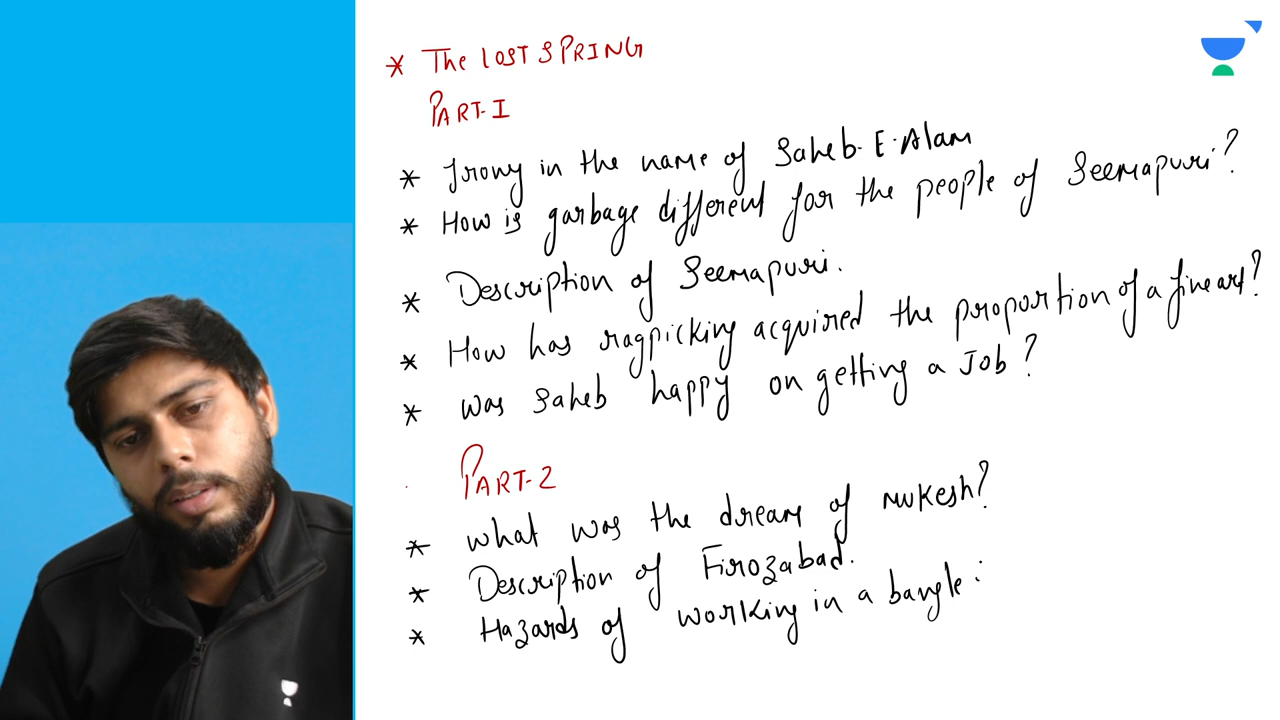 * The LOST SPRING
PART-I
* Irony in the name of Saheb-E-Alam
* How is garbage different for the people of Seemapuri?
* Description of Seemapuri.
* How has ragpicking acquired the proportion of a fine art?
* Was Saheb happy on getting a Job?
PART-2
* What was the dream of Mukesh?
* Description of Firozabad.
* Hazards of working in a bangle :